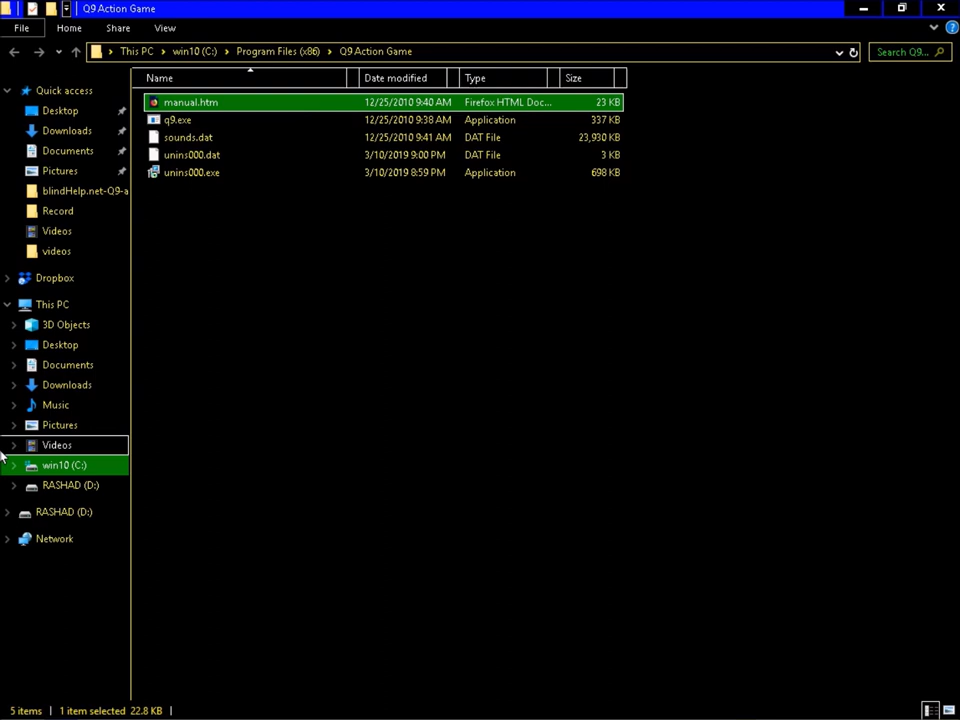 Q9 Action Game
File Home Share View
This PC win10 (C:) Program Files (x86) Q9 Action Game Search Q9...
Name Date modified Type Size
manual.htm 12/25/2010 9:40 AM Firefox HTML Doc... 23 KB
q9.exe 12/25/2010 9:38 AM Application 337 KB
sounds.dat 12/25/2010 9:41 AM DAT File 23,930 KB
unins000.dat 3/10/2019 9:00 PM DAT File 3 KB
unins000.exe 3/10/2019 8:59 PM Application 698 KB
Quick access
Desktop
Downloads
Documents
Pictures
blindHelp.net-Q9-a
Record
Videos
videos
Dropbox
This PC
3D Objects
Desktop
Documents
Downloads
Music
Pictures
Videos
win10 (C:)
RASHAD (D:)
RASHAD (D:)
Network
5 items 1 item selected 22.8 KB